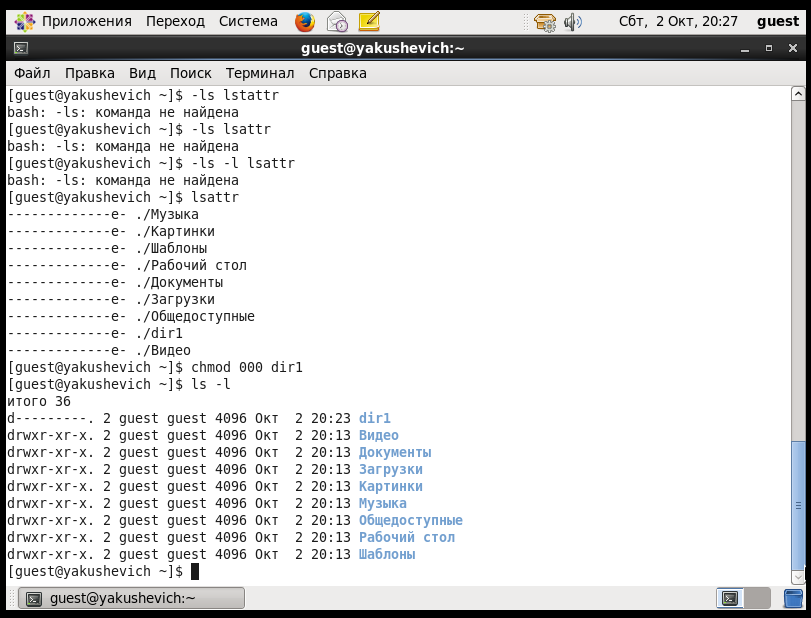 Приложения Переход Система Сбт, 2 Окт, 20:27 guest
guest@yakushevich:~
Файл Правка Вид Поиск Терминал Справка
[guest@yakushevich ~]$ -ls lstattr
bash: -ls: команда не найдена
[guest@yakushevich ~]$ -ls lsattr
bash: -ls: команда не найдена
[guest@yakushevich ~]$ -ls -l lsattr
bash: -ls: команда не найдена
[guest@yakushevich ~]$ lsattr
-------------e- ./Музыка
-------------e- ./Картинки
-------------e- ./Шаблоны
-------------e- ./Рабочий стол
-------------e- ./Документы
-------------e- ./Загрузки
-------------e- ./Общедоступные
-------------e- ./dir1
-------------e- ./Видео
[guest@yakushevich ~]$ chmod 000 dir1
[guest@yakushevich ~]$ ls -l
итого 36
d---------. 2 guest guest 4096 Окт  2 20:23 dir1
drwxr-xr-x. 2 guest guest 4096 Окт  2 20:13 Видео
drwxr-xr-x. 2 guest guest 4096 Окт  2 20:13 Документы
drwxr-xr-x. 2 guest guest 4096 Окт  2 20:13 Загрузки
drwxr-xr-x. 2 guest guest 4096 Окт  2 20:13 Картинки
drwxr-xr-x. 2 guest guest 4096 Окт  2 20:13 Музыка
drwxr-xr-x. 2 guest guest 4096 Окт  2 20:13 Общедоступные
drwxr-xr-x. 2 guest guest 4096 Окт  2 20:13 Рабочий стол
drwxr-xr-x. 2 guest guest 4096 Окт  2 20:13 Шаблоны
[guest@yakushevich ~]$
guest@yakushevich:~